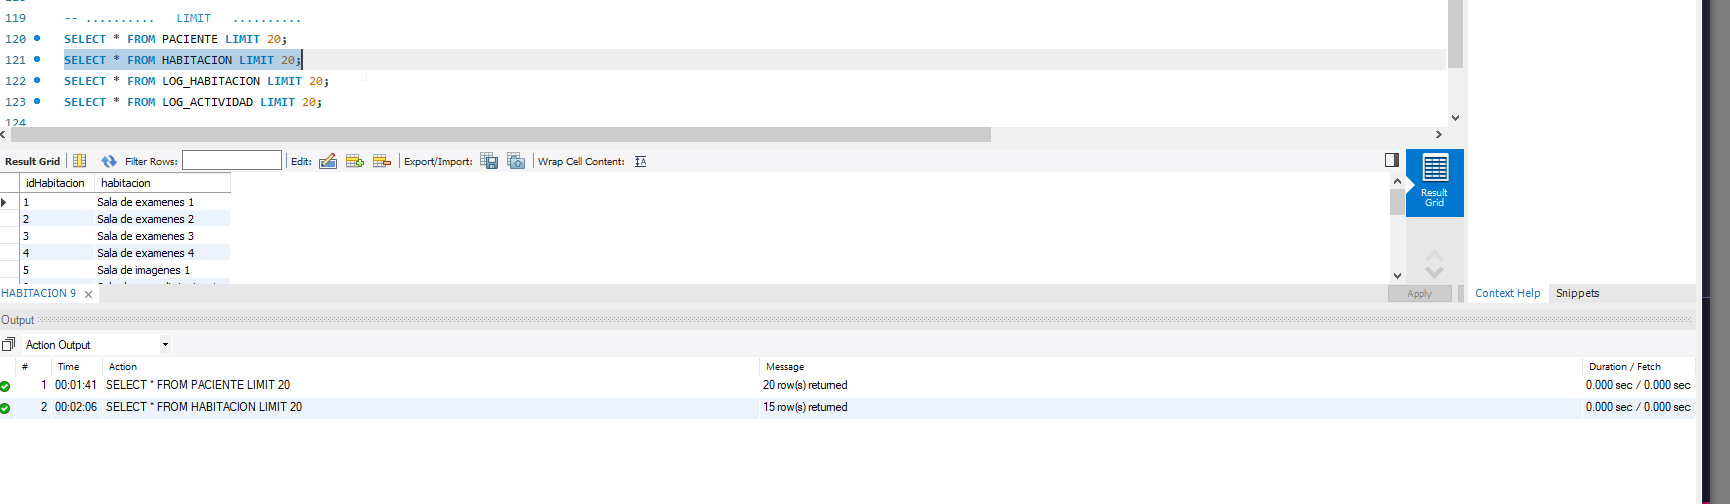 119 -- .......... LIMIT ..........
120 SELECT * FROM PACIENTE LIMIT 20;
121 SELECT * FROM HABITACION LIMIT 20;
122 SELECT * FROM LOG_HABITACION LIMIT 20;
123 SELECT * FROM LOG_ACTIVIDAD LIMIT 20;
124
Result Grid Filter Rows: Edit: Export/Import: Wrap Cell Content:
idHabitacion habitacion
1 Sala de examenes 1
2 Sala de examenes 2
3 Sala de examenes 3
4 Sala de examenes 4
5 Sala de imagenes 1
Result
Grid
HABITACION 9 Apply Context Help Snippets
Output
Action Output
# Time Action Message Duration / Fetch
1 00:01:41 SELECT * FROM PACIENTE LIMIT 20 20 row(s) returned 0.000 sec / 0.000 sec
2 00:02:06 SELECT * FROM HABITACION LIMIT 20 15 row(s) returned 0.000 sec / 0.000 sec